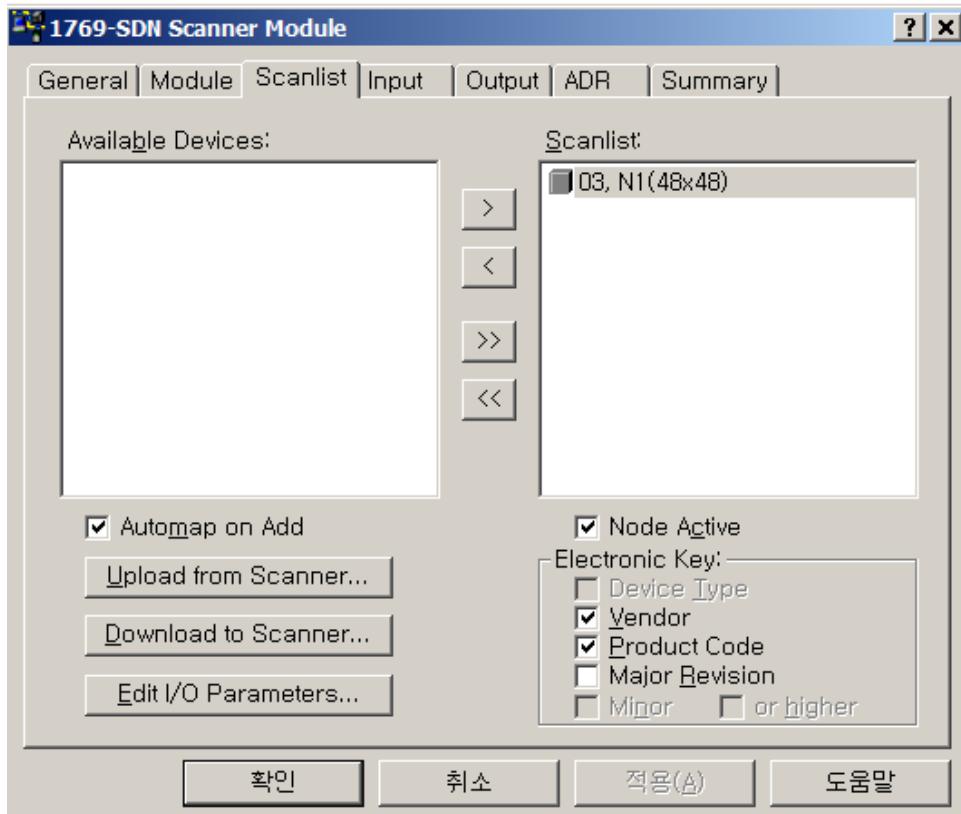 1769-SDN Scanner Module
General Module Scanlist Input Output ADR Summary
Available Devices:
Scanlist:
03, N1(48x48)
>
<
>>
<<
Automap on Add
Upload from Scanner...
Download to Scanner...
Edit I/O Parameters...
Node Active
Electronic Key:
Device Type
Vendor
Product Code
Major Revision
Minor or higher
확인 취소 적용(A) 도움말